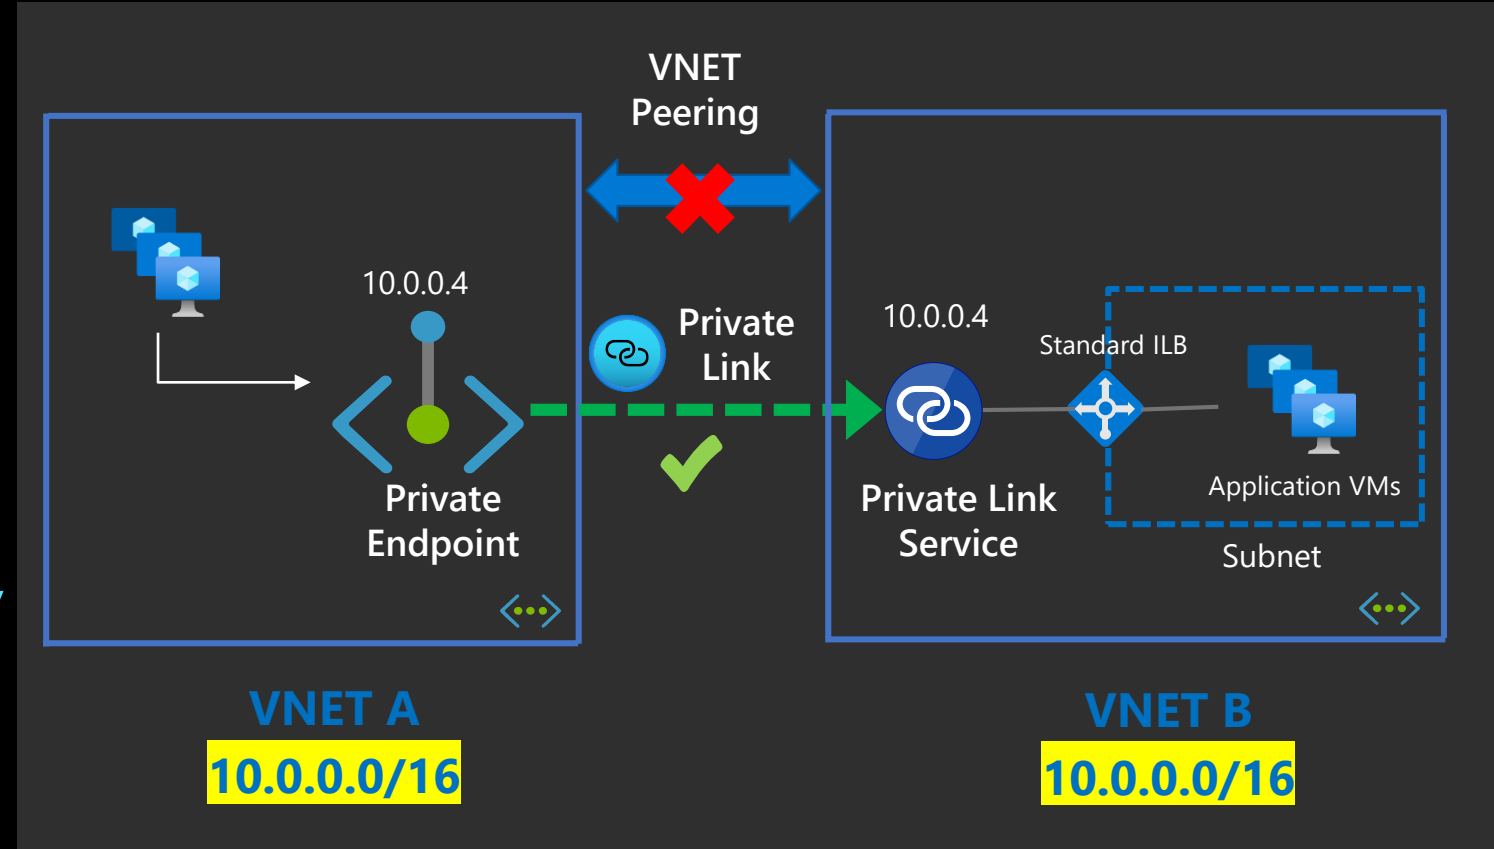 VNET
Peering
10.0.0.4
Private
Link
10.0.0.4
Standard ILB
Private
Endpoint
Private Link
Service
Application VMs
Subnet
VNET A
10.0.0.0/16
VNET B
10.0.0.0/16